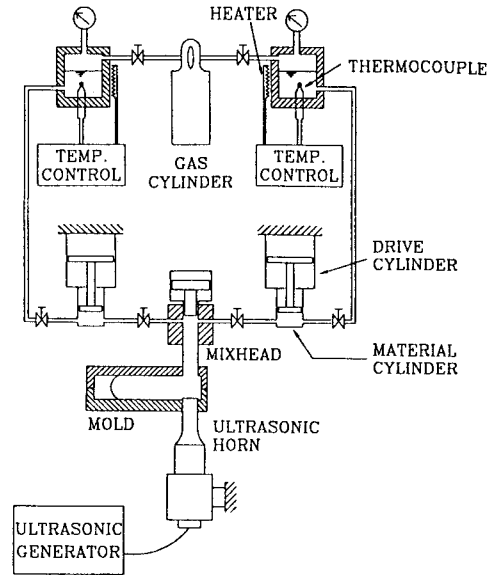 HEATER
THERMOCOUPLE
TEMP.
CONTROL
GAS
CYLINDER
TEMP.
CONTROL
DRIVE
CYLINDER
MIXHEAD
MATERIAL
CYLINDER
MOLD
ULTRASONIC
HORN
ULTRASONIC
GENERATOR